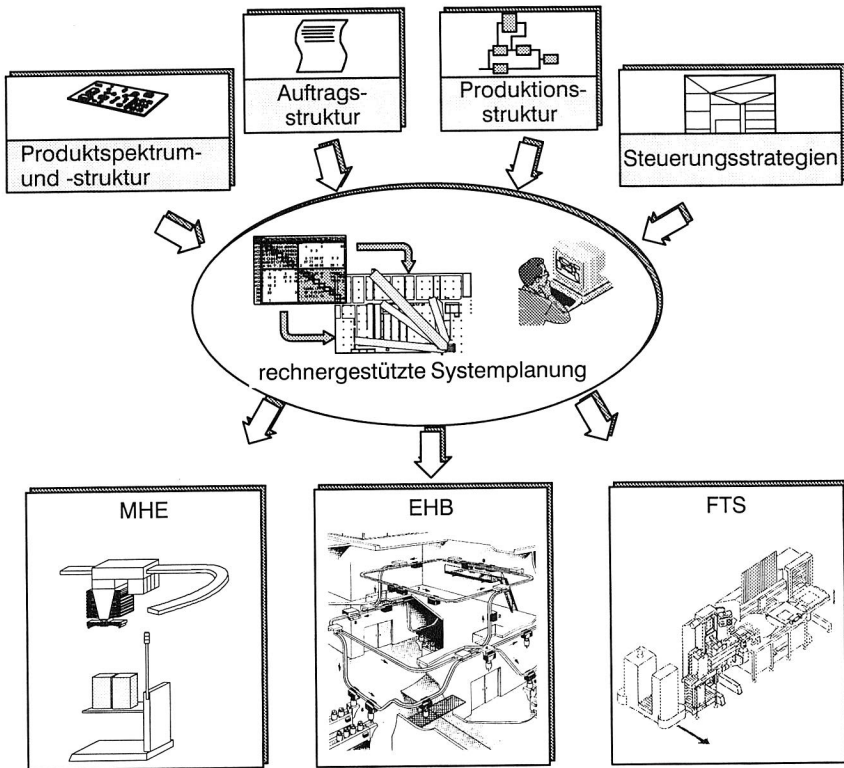 Produktspektrum-
und -struktur
Auftrags-
struktur
Produktions-
struktur
Steuerungsstrategien
rechnergestützte Systemplanung
MHE
EHB
FTS